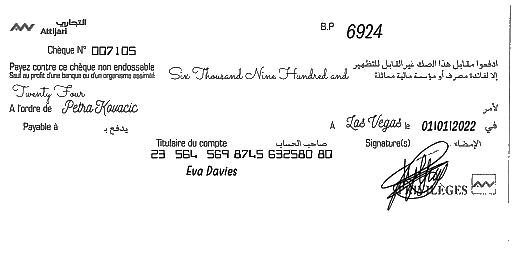 التجاري
Attijari
B.P 6924
Chèque N° 007105
Payez contre ce chèque non endossable
ادفعوا مقابل هذا الصك غير القابل للتظهير
Sauf au profit d'une banque ou d'un organisme assimilé
Six Thousand Nine Hundred and
إلا لفائدة مصرف أو مؤسسة مالية مماثلة
Twenty Four
A l'ordre de Petra Kovacic
لأمر
Payable à يدفع بـ
A Las Vegas le 01/01/2022 في
Titulaire du compte صاحب الحساب
Signature(s) الإمضاء
23 564 569 8745 632580 80
Eva Davies
PRIVILÈGES